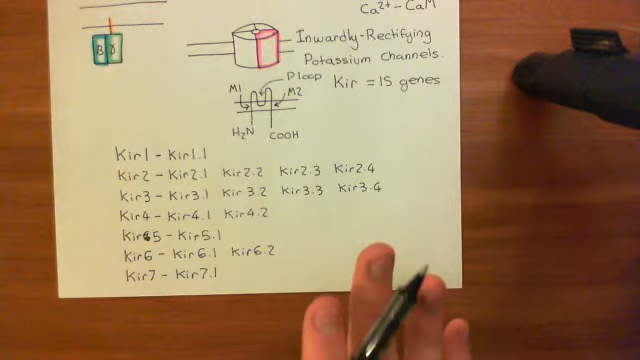 Ca²⁺ - CaM
β γ
Inwardly-Rectifying
Potassium channels.
P loop
M1
M2
Kir = 15 genes
H₂N
COOH
Kir1 - Kir1.1
Kir2 - Kir2.1 Kir2.2 Kir2.3 Kir2.4
Kir3 - Kir3.1 Kir3.2 Kir3.3 Kir3.4
Kir4 - Kir4.1 Kir4.2
Kir5 - Kir5.1
Kir6 - Kir6.1 Kir6.2
Kir7 - Kir7.1